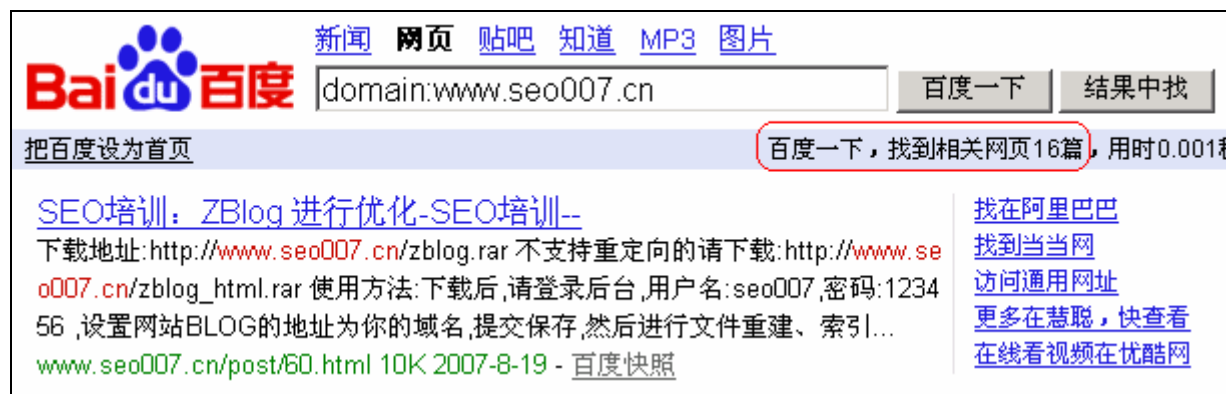 新闻 网页 贴吧 知道 MP3 图片
Bai du 百度 domain:www.seo007.cn 百度一下 结果中找
把百度设为首页 百度一下，找到相关网页16篇，用时0.001
SEO培训：ZBlog 进行优化-SEO培训--
下载地址:http://www.seo007.cn/zblog.rar 不支持重定向的请下载:http://www.se
o007.cn/zblog_html.rar 使用方法:下载后,请登录后台,用户名:seo007,密码:1234
56 ,设置网站BLOG的地址为你的域名,提交保存,然后进行文件重建、索引...
www.seo007.cn/post/60.html 10K 2007-8-19 - 百度快照
找在阿里巴巴
找到当当网
访问通用网址
更多在慧聪，快查看
在线看视频在优酷网